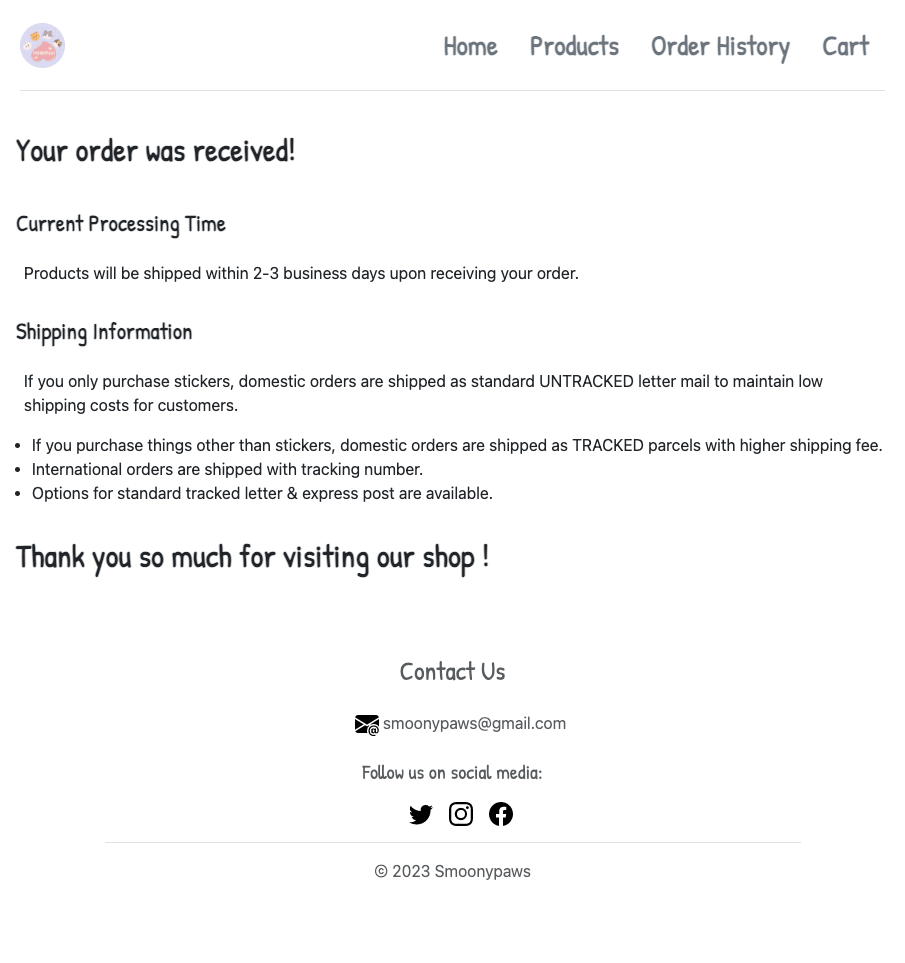 Home Products Order History Cart
Your order was received!
Current Processing Time
Products will be shipped within 2-3 business days upon receiving your order.
Shipping Information
If you only purchase stickers, domestic orders are shipped as standard UNTRACKED letter mail to maintain low
shipping costs for customers.
• If you purchase things other than stickers, domestic orders are shipped as TRACKED parcels with higher shipping fee.
• International orders are shipped with tracking number.
• Options for standard tracked letter & express post are available.
Thank you so much for visiting our shop !
Contact Us
smoonypaws@gmail.com
Follow us on social media:
© 2023 Smoonypaws